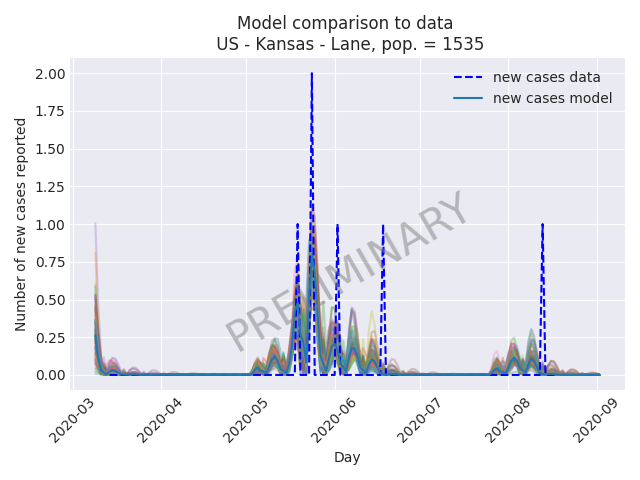 Model comparison to data
US - Kansas - Lane, pop. = 1535
2.00
1.75
1.50
1.25
1.00
0.75
0.50
0.25
0.00
Number of new cases reported
new cases data
new cases model
PRELIMINARY
2020-03
2020-04
2020-05
2020-06
2020-07
2020-08
2020-09
Day